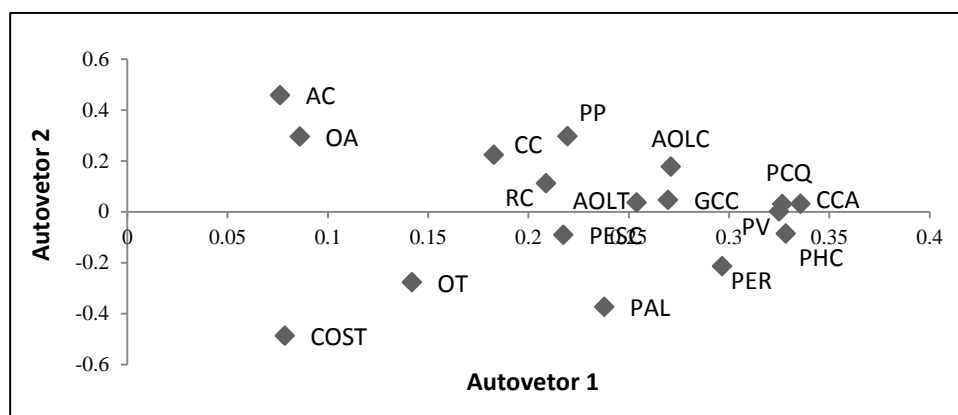 0.6
0.4
0.2
0
-0.2
-0.4
-0.6
Autovetor 2
AC
OA
CC
PP
AOLC
RC
AOLT
GCC
PCQ
CCA
PV
PESC
PHC
PER
OT
PAL
COST
0 0.05 0.1 0.15 0.2 0.25 0.3 0.35 0.4
Autovetor 1